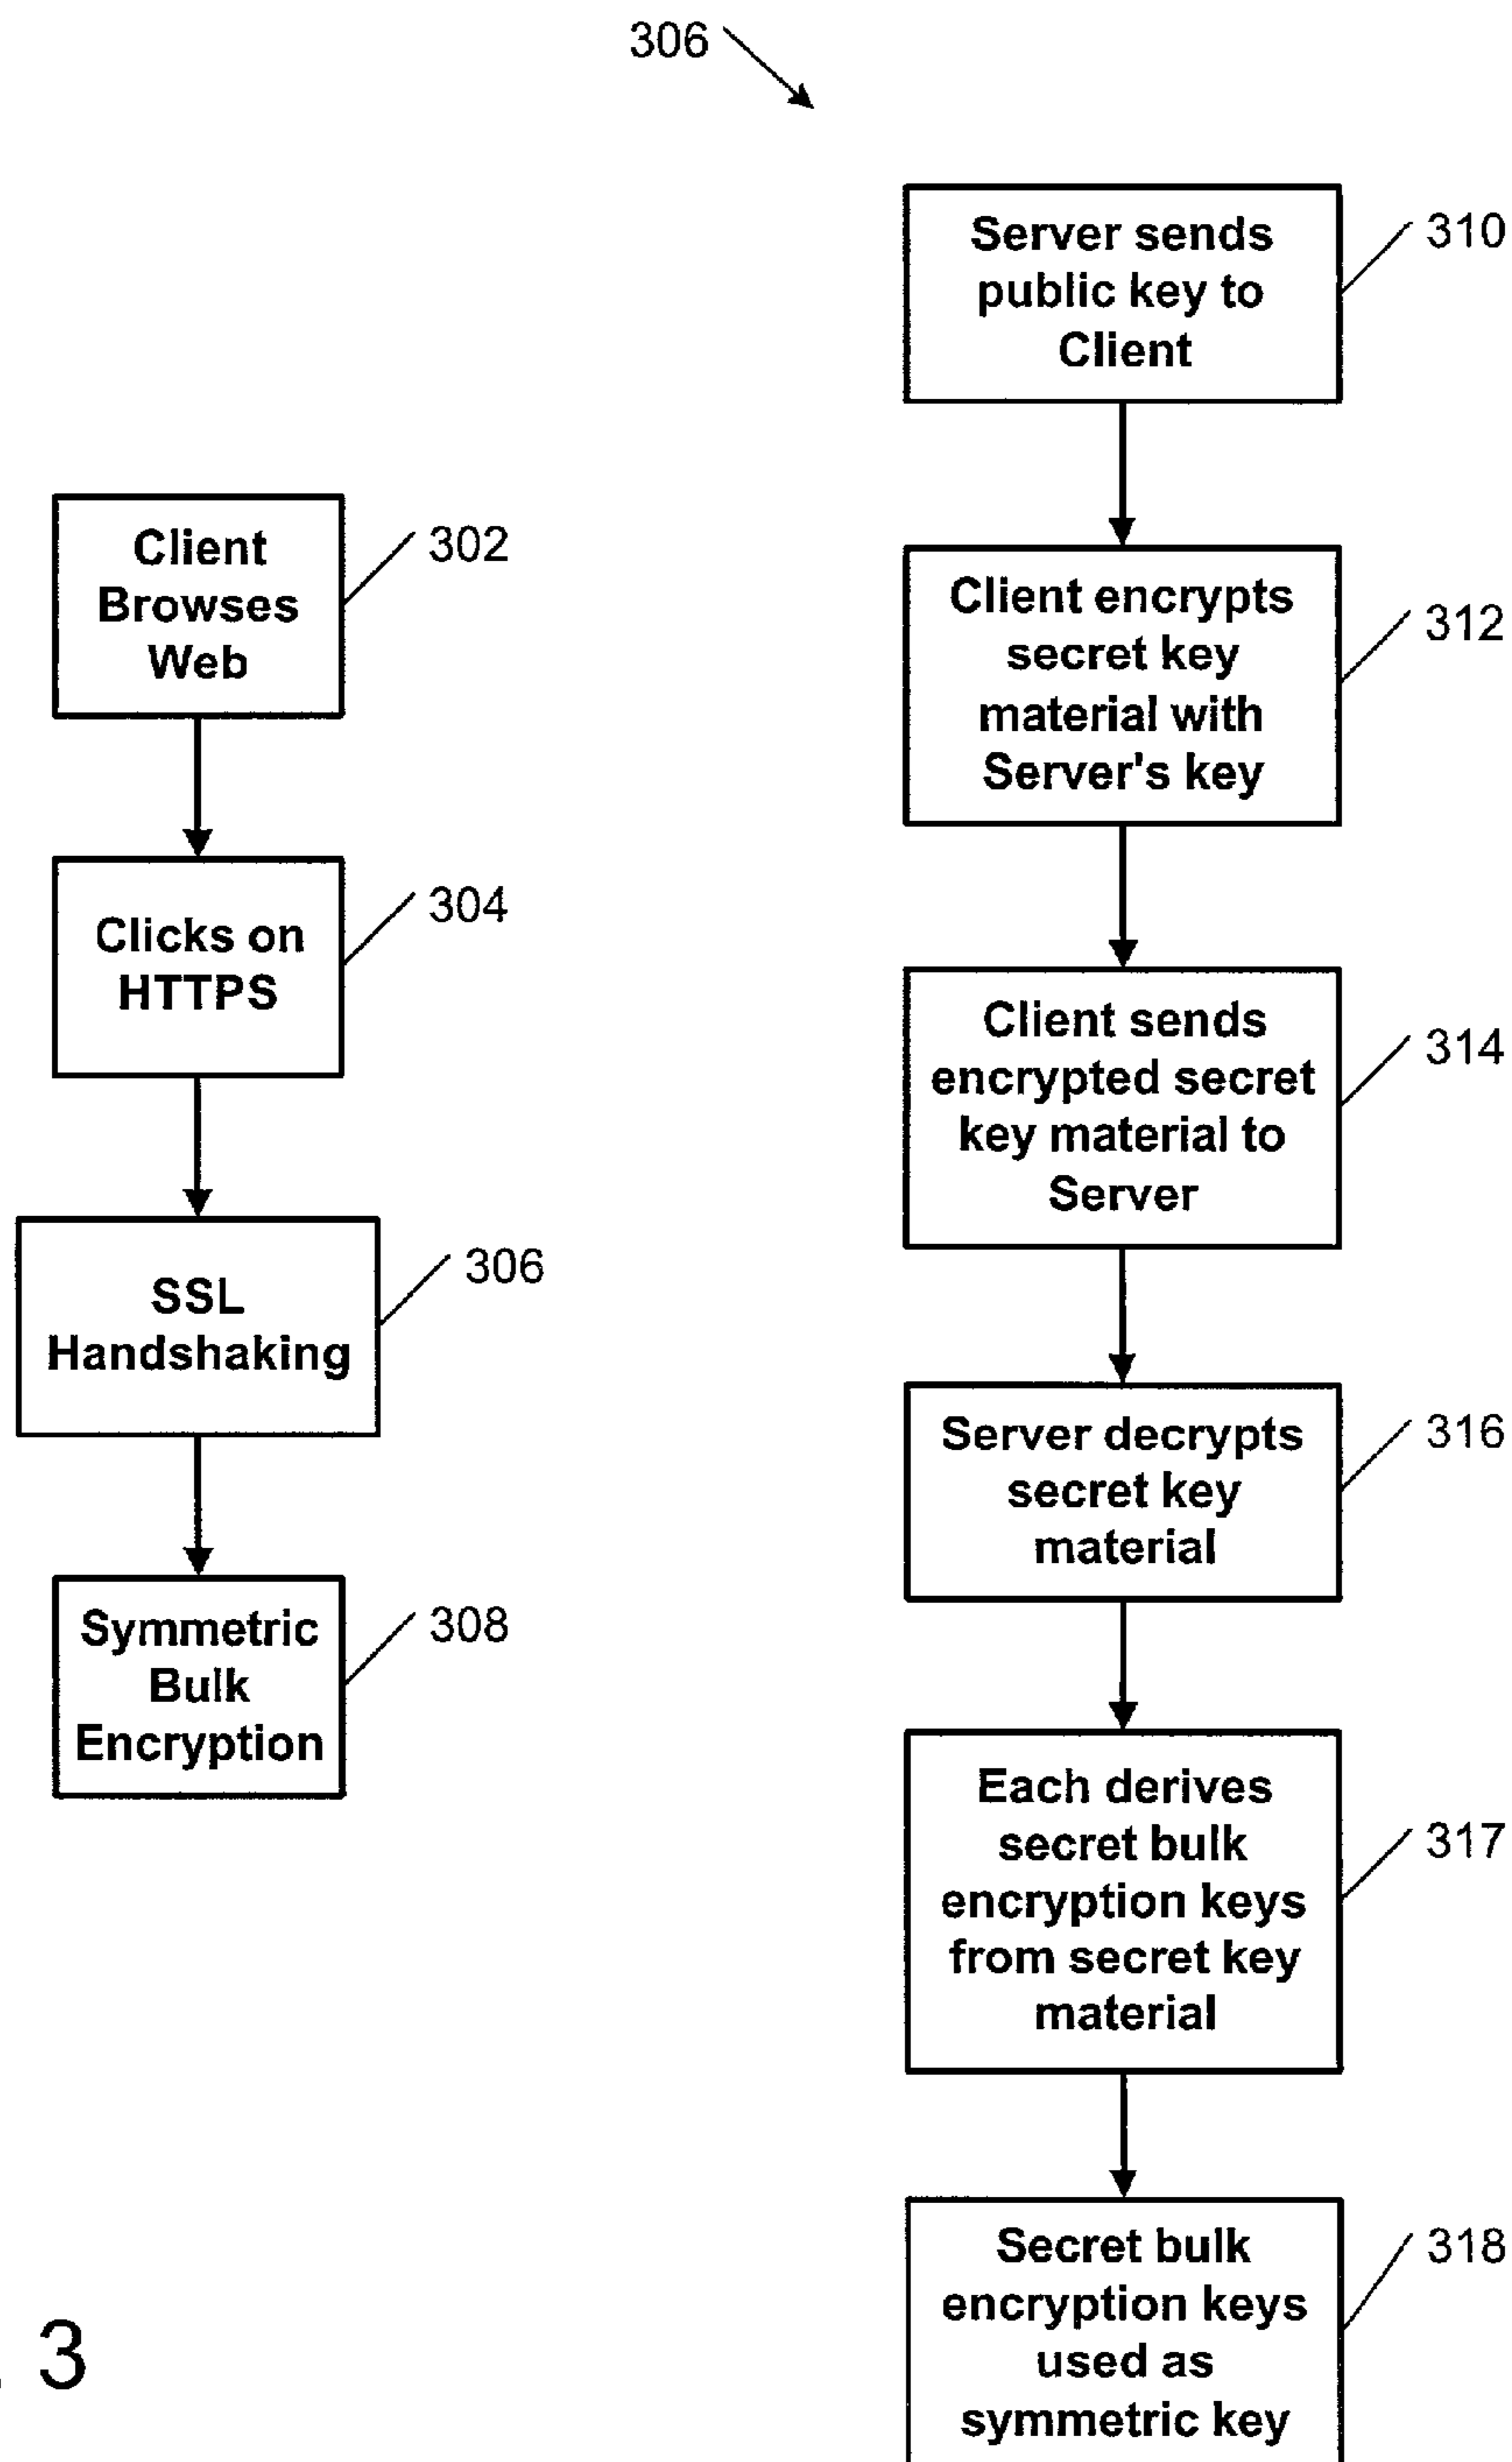 306
Client
Browses
Web
302
Clicks on
HTTPS
304
SSL
Handshaking
306
Symmetric
Bulk
Encryption
308
Server sends
public key to
Client
310
Client encrypts
secret key
material with
Server's key
312
Client sends
encrypted secret
key material to
Server
314
Server decrypts
secret key
material
316
Each derives
secret bulk
encryption keys
from secret key
material
317
Secret bulk
encryption keys
used as
symmetric key
318
. 3